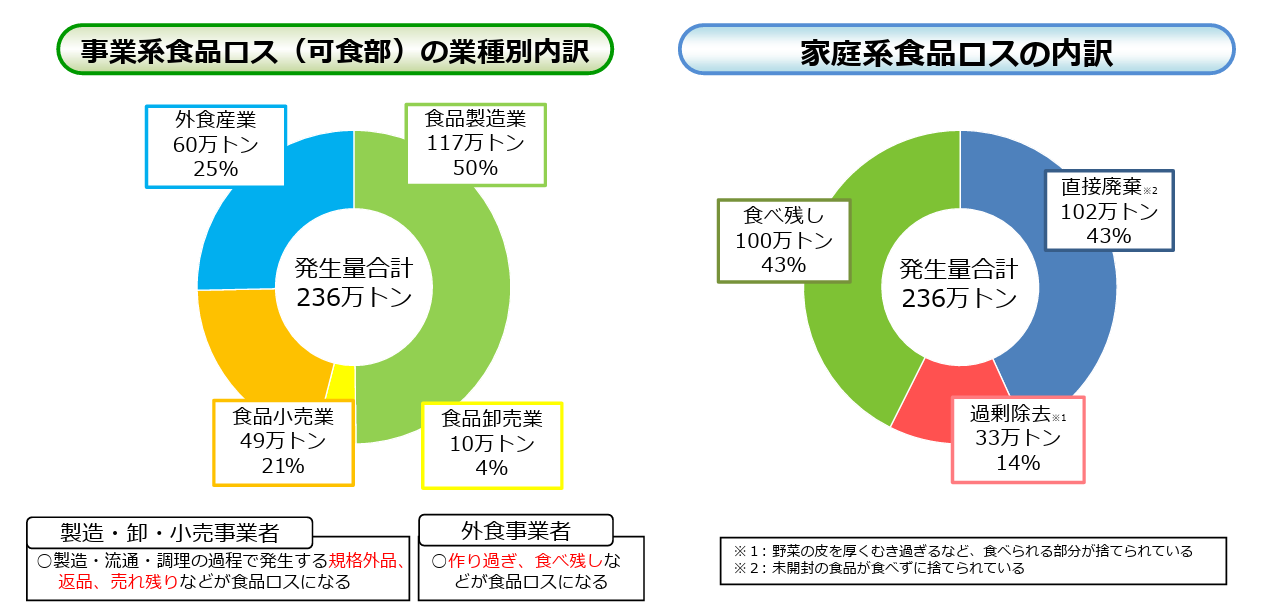 事業系食品ロス（可食部）の業種別内訳
外食産業
60万トン
25%
食品製造業
117万トン
50%
発生量合計
236万トン
食品小売業
49万トン
21%
食品卸売業
10万トン
4%
製造・卸・小売事業者
○製造・流通・調理の過程で発生する規格外品、
返品、売れ残りなどが食品ロスになる
外食事業者
○作り過ぎ、食べ残しな
どが食品ロスになる
家庭系食品ロスの内訳
食べ残し
100万トン
43%
直接廃棄※2
102万トン
43%
発生量合計
236万トン
過剰除去※1
33万トン
14%
※1：野菜の皮を厚くむき過ぎるなど、食べられる部分が捨てられている
※2：未開封の食品が食べずに捨てられている